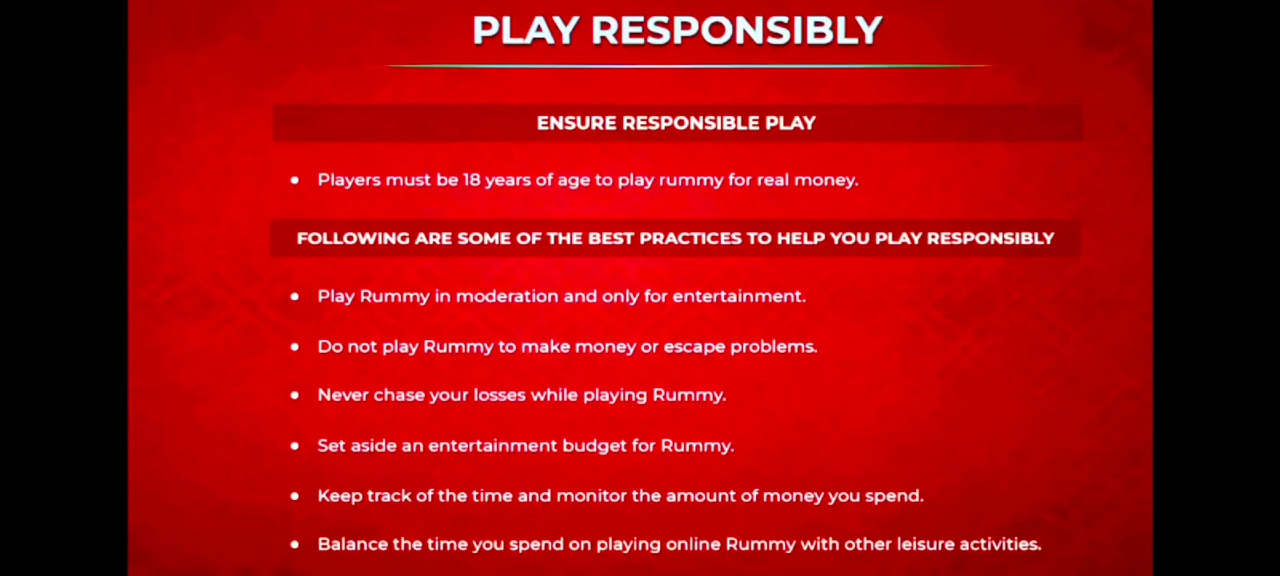 PLAY RESPONSIBLY
ENSURE RESPONSIBLE PLAY
• Players must be 18 years of age to play rummy for real money.
FOLLOWING ARE SOME OF THE BEST PRACTICES TO HELP YOU PLAY RESPONSIBLY
• Play Rummy in moderation and only for entertainment.
• Do not play Rummy to make money or escape problems.
• Never chase your losses while playing Rummy.
• Set aside an entertainment budget for Rummy.
• Keep track of the time and monitor the amount of money you spend.
• Balance the time you spend on playing online Rummy with other leisure activities.